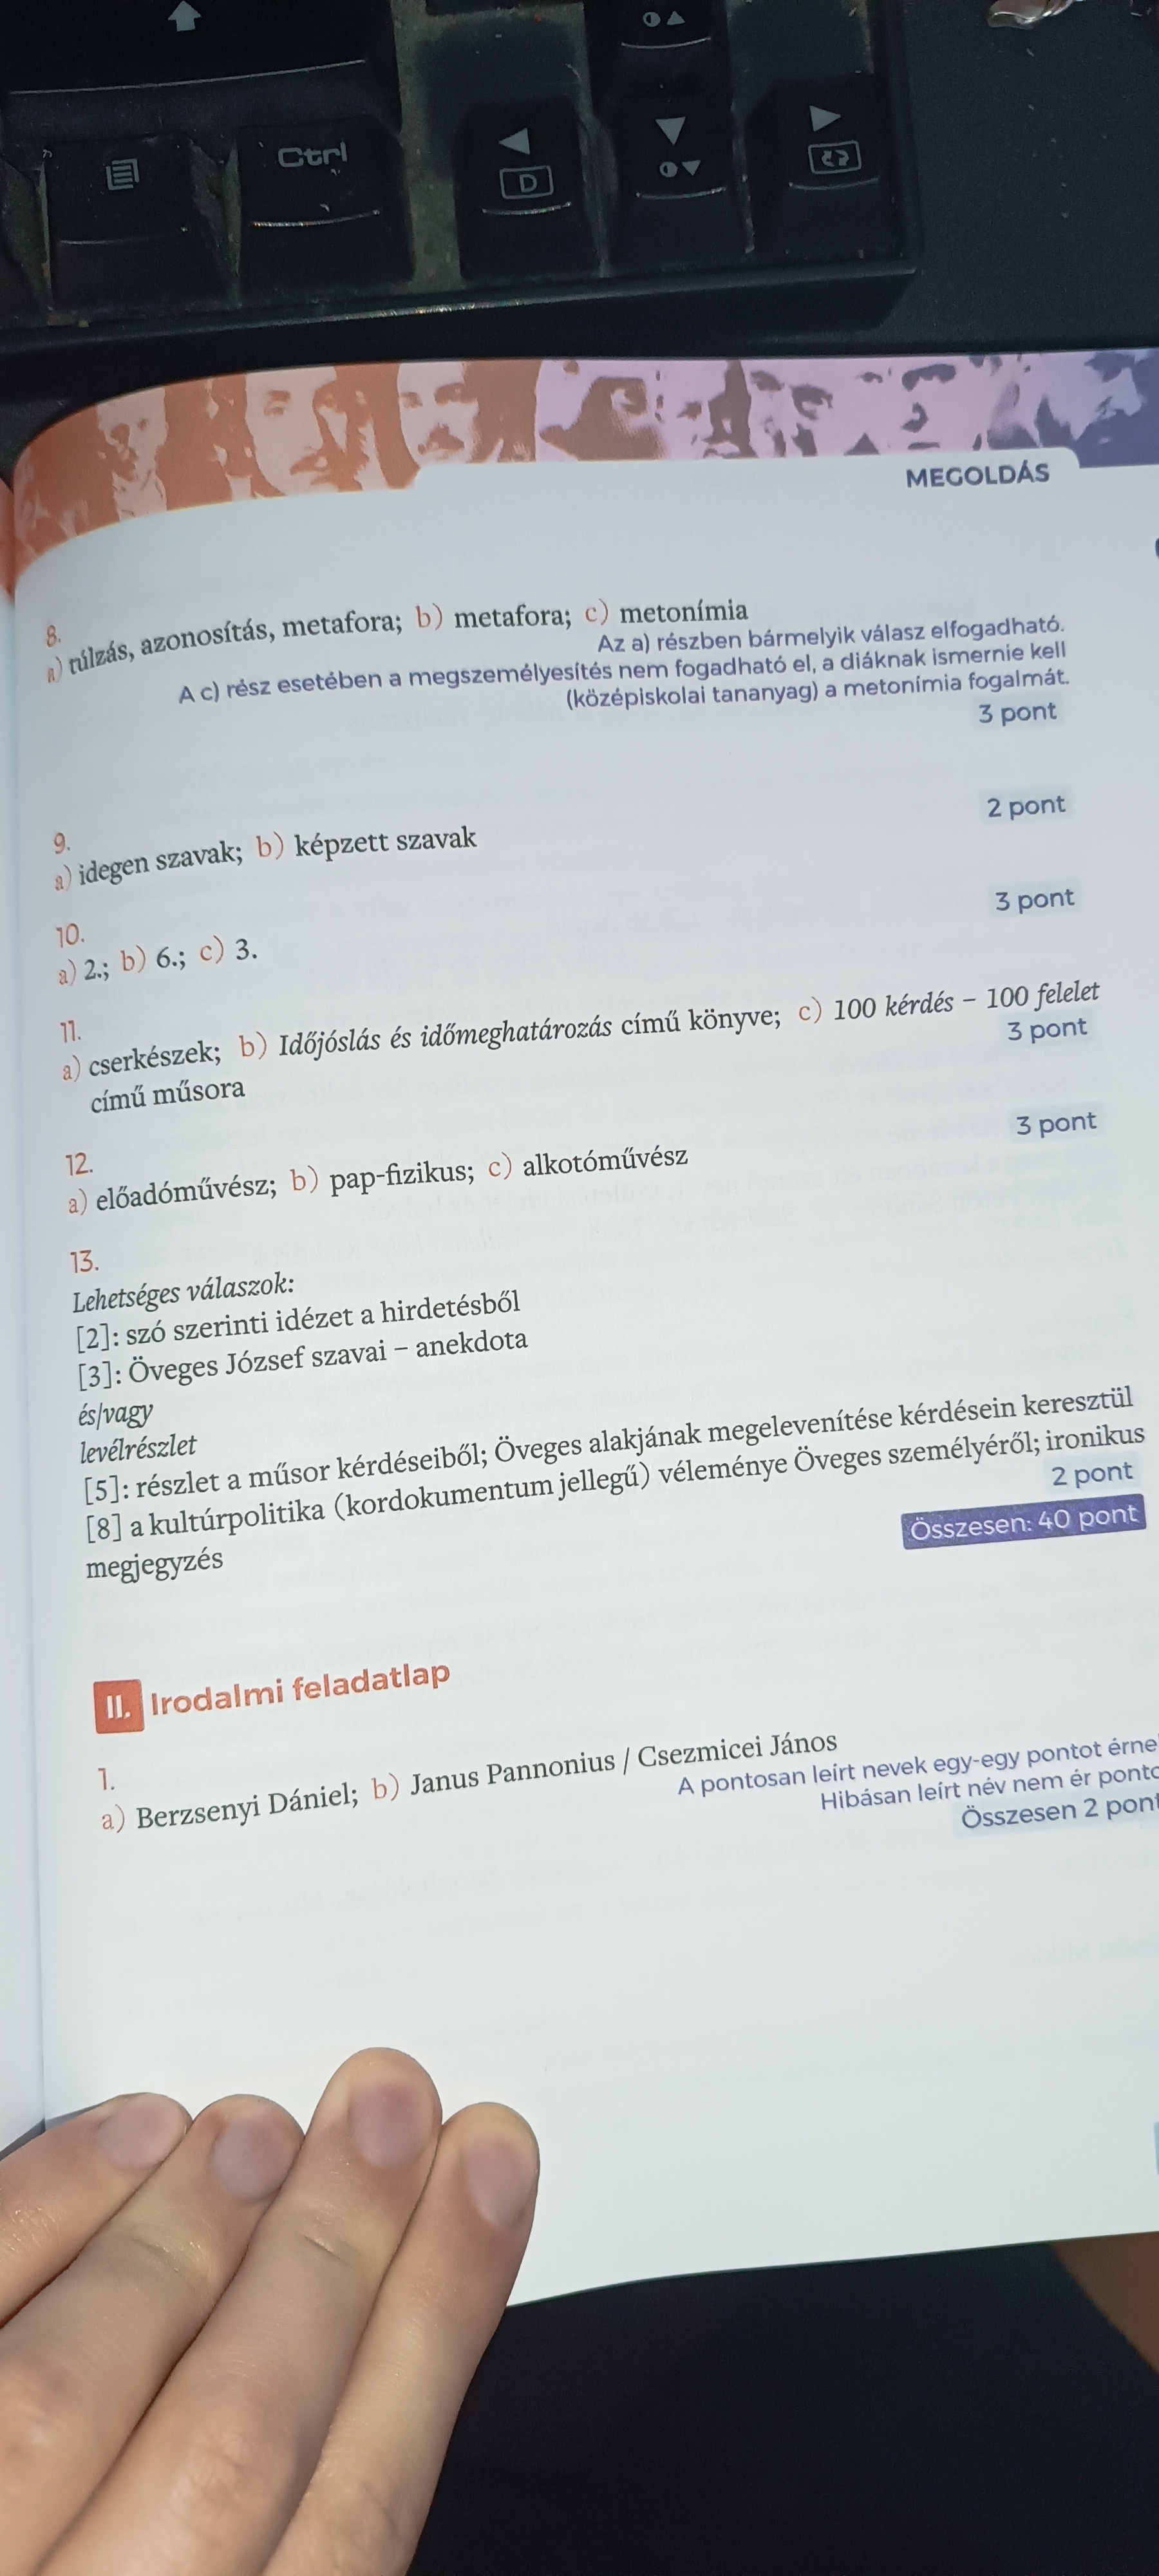 Ctrl
D
MEGOLDÁS
8.
a) túlzás, azonosítás, metafora; b) metafora; c) metonímia
Az a) részben bármelyik válasz elfogadható.
A c) rész esetében a megszemélyesítés nem fogadható el, a diáknak ismernie kell
(középiskolai tananyag) a metonímia fogalmát.
3 pont
9.
2 pont
a) idegen szavak; b) képzett szavak
10.
3 pont
a) 2.; b) 6.; c) 3.
11.
a) cserkészek; b) Időjóslás és időmeghatározás című könyve; c) 100 kérdés – 100 felelet
című műsora
3 pont
12.
3 pont
a) előadóművész; b) pap-fizikus; c) alkotóművész
13.
Lehetséges válaszok:
[2]: szó szerinti idézet a hirdetésből
[3]: Öveges József szavai – anekdota
és/vagy
levélrészlet
[5]: részlet a műsor kérdéseiből; Öveges alakjának megelevenítése kérdésein keresztül
[8] a kultúrpolitika (kordokumentum jellegű) véleménye Öveges személyéről; ironikus
megjegyzés
2 pont
Összesen: 40 pont
II. Irodalmi feladatlap
1.
a) Berzsenyi Dániel; b) Janus Pannonius / Csezmicei János
A pontosan leírt nevek egy-egy pontot érne
Hibásan leírt név nem ér ponto
Összesen 2 pont